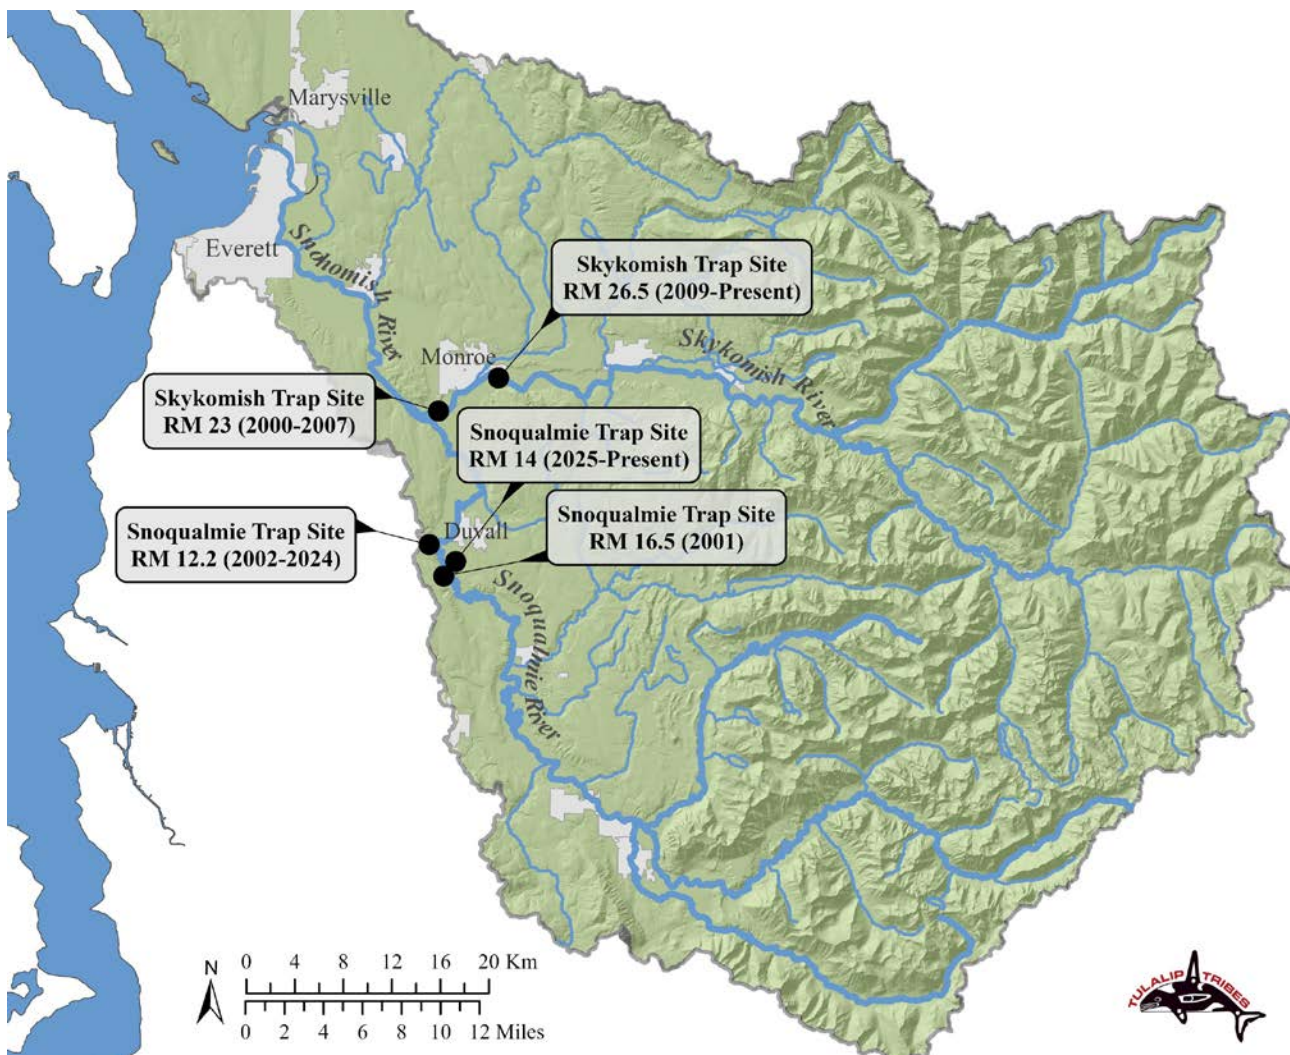 Marysville
Everett
Snohomish River
Skykomish Trap Site
RM 26.5 (2009-Present)
Monroe
Skykomish River
Skykomish Trap Site
RM 23 (2000-2007)
Snoqualmie Trap Site
RM 14 (2025-Present)
Snoqualmie Trap Site
RM 16.5 (2001)
Snoqualmie Trap Site
RM 12.2 (2002-2024)
Duvall
Snoqualmie River
N
0 4 8 12 16 20 Km
0 2 4 6 8 10 12 Miles
TULALIP TRIBES